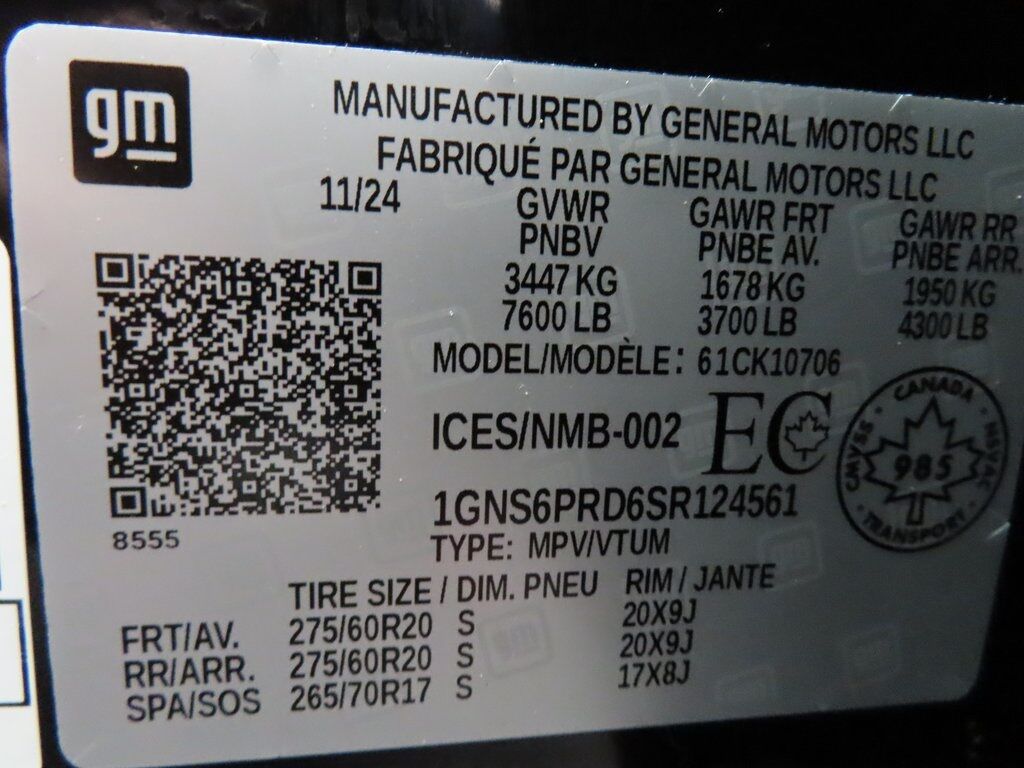 gm
MANUFACTURED BY GENERAL MOTORS LLC
FABRIQUÉ PAR GENERAL MOTORS LLC
11/24 GVWR GAWR FRT GAWR RR
PNBV PNBE AV. PNBE ARR.
3447 KG 1678 KG 1950 KG
7600 LB 3700 LB 4300 LB
MODEL/MODÈLE: 61CK10706
ICES/NMB-002 EC
CANADA
CMVSS 985 NSVAC
TRANSPORT
1GNS6PRD6SR124561
8555
TYPE: MPV/VTUM
TIRE SIZE / DIM. PNEU RIM / JANTE
FRT/AV. 275/60R20 S 20X9J
RR/ARR. 275/60R20 S 20X9J
SPA/SOS 265/70R17 S 17X8J